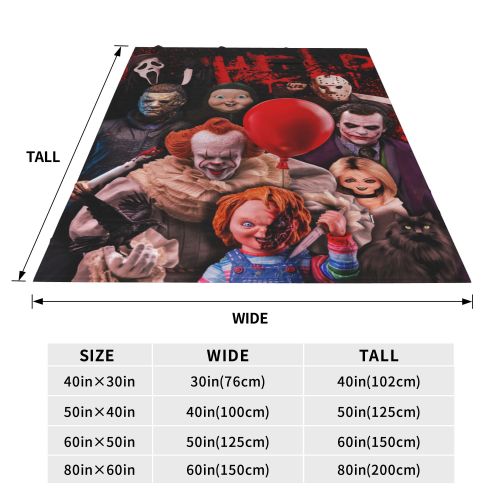 HELP
TALL
WIDE
SIZE WIDE TALL
40in×30in 30in(76cm) 40in(102cm)
50in×40in 40in(100cm) 50in(125cm)
60in×50in 50in(125cm) 60in(150cm)
80in×60in 60in(150cm) 80in(200cm)